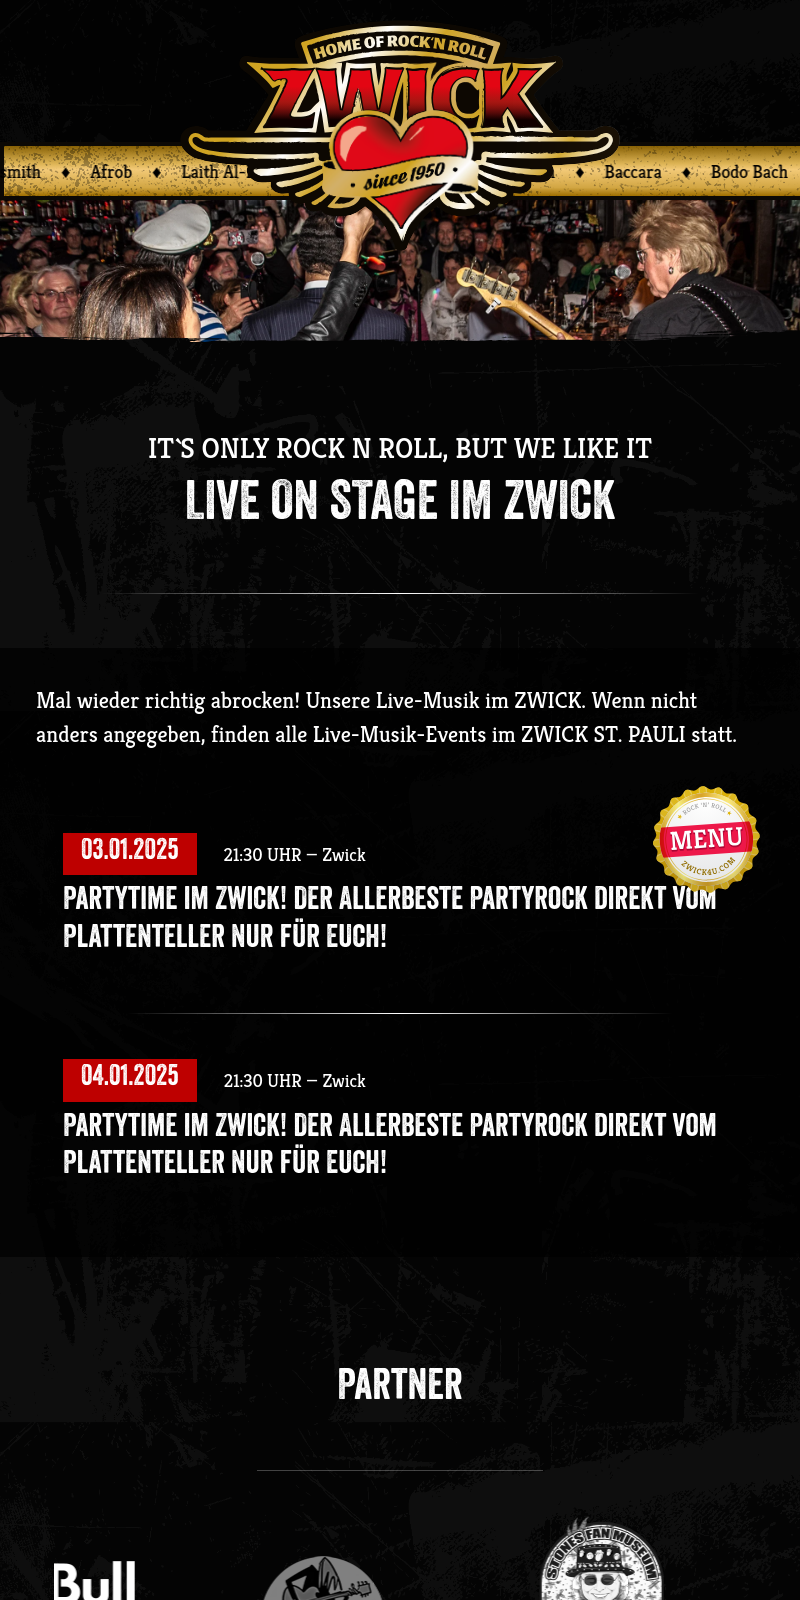 HOME OF ROCK'N ROLL
ZWICK
since 1950
smith ♦ Afrob ♦ Laith Al- ♦ Baccara ♦ Bodo Bach
IT`S ONLY ROCK N ROLL, BUT WE LIKE IT
LIVE ON STAGE IM ZWICK
Mal wieder richtig abrocken! Unsere Live-Musik im ZWICK. Wenn nicht
anders angegeben, finden alle Live-Musik-Events im ZWICK ST. PAULI statt.
ROCK 'N' ROLL
MENU
ZWICK4U.COM
03.01.2025 21:30 UHR – Zwick
PARTYTIME IM ZWICK! DER ALLERBESTE PARTYROCK DIREKT VOM
PLATTENTELLER NUR FÜR EUCH!
04.01.2025 21:30 UHR – Zwick
PARTYTIME IM ZWICK! DER ALLERBESTE PARTYROCK DIREKT VOM
PLATTENTELLER NUR FÜR EUCH!
PARTNER
Bull
STONES FAN MUSEUM